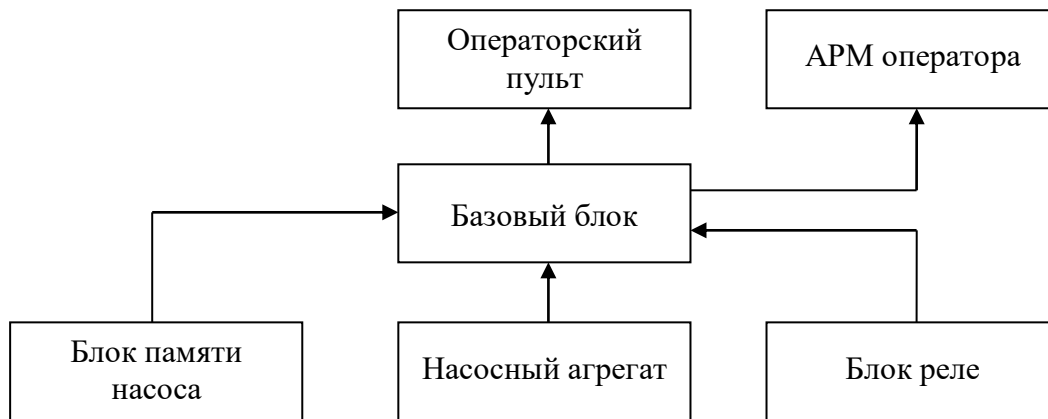 Операторский
пульт
АРМ оператора
Базовый блок
Блок памяти
насоса
Насосный агрегат
Блок реле